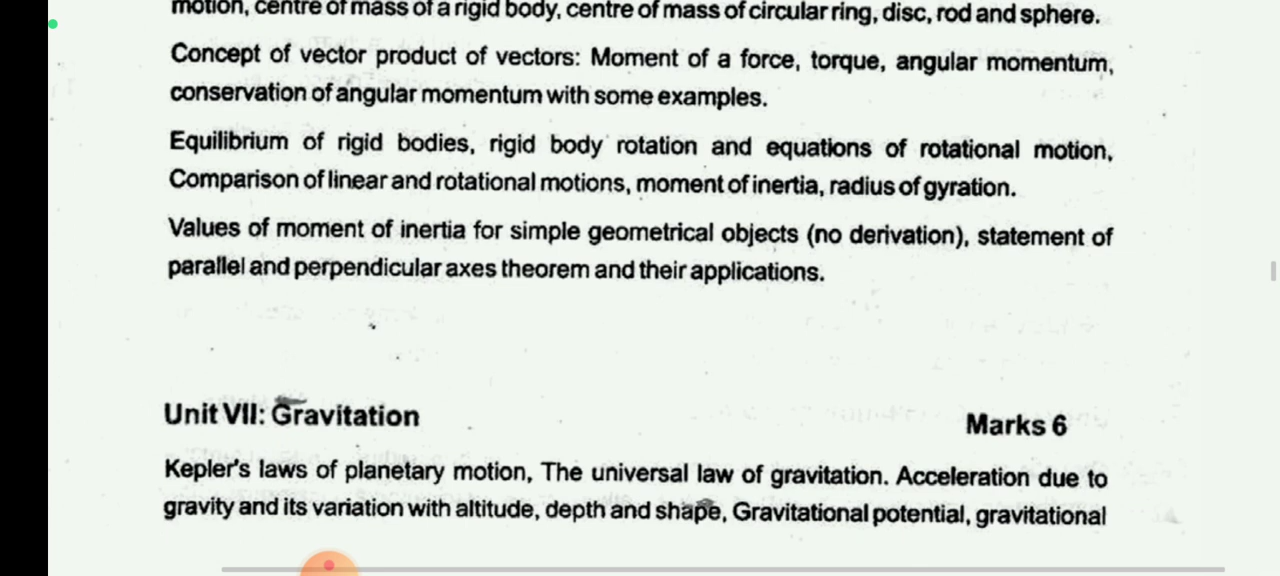 motion, centre of mass of a rigid body, centre of mass of circular ring, disc, rod and sphere.
Concept of vector product of vectors: Moment of a force, torque, angular momentum,
conservation of angular momentum with some examples.
Equilibrium of rigid bodies, rigid body rotation and equations of rotational motion,
Comparison of linear and rotational motions, moment of inertia, radius of gyration.
Values of moment of inertia for simple geometrical objects (no derivation), statement of
parallel and perpendicular axes theorem and their applications.
Unit VII: Gravitation Marks 6
Kepler's laws of planetary motion, The universal law of gravitation. Acceleration due to
gravity and its variation with altitude, depth and shape, Gravitational potential, gravitational